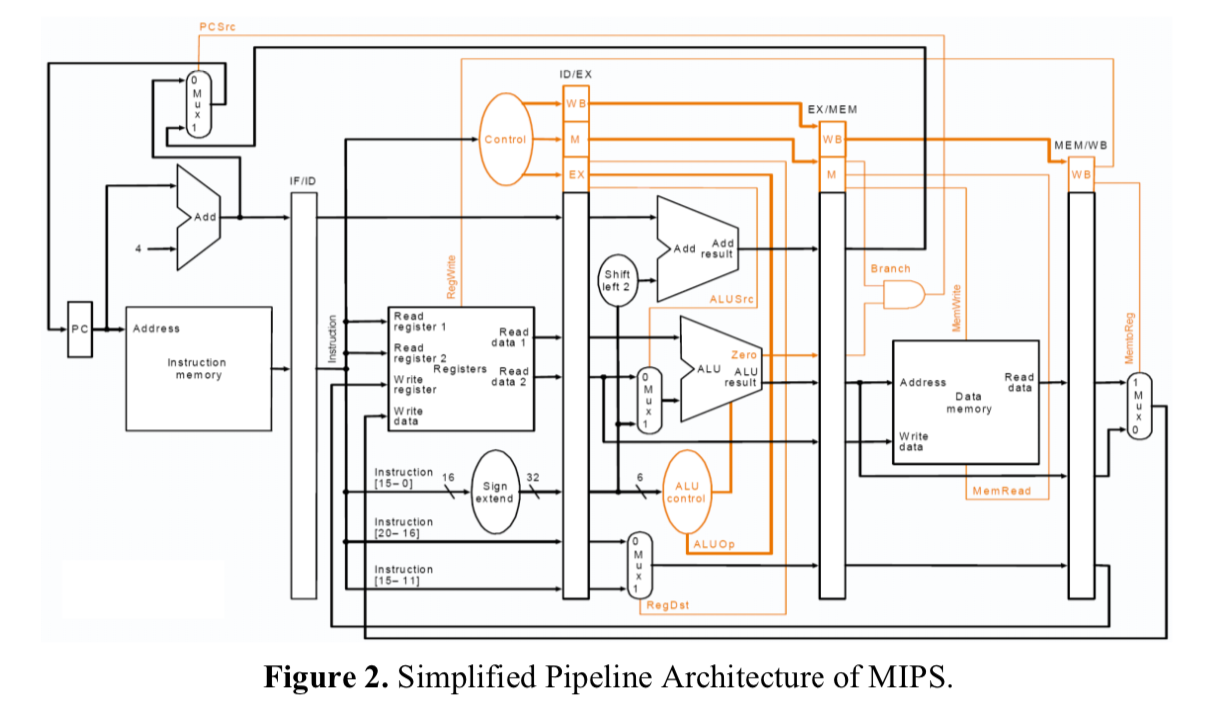 PCSrc
0
M
u
x
1
ID/EX
WB
EX/MEM
Control
M
WB
MEM/WB
EX
M
WB
IF/ID
Add
4
Add
Add
result
Shift
left 2
Branch
RegWrite
ALUSrc
MemWrite
MemtoReg
PC
Address
Instruction
memory
Instruction
Read
register 1
Read
register 2
Write
register
Write
data
Registers
Read
data 1
Read
data 2
0
M
u
x
1
Zero
ALU
ALU
result
Address
Read
data
Data
memory
Write
data
1
M
u
x
0
Instruction
[15–0]
16
Sign
extend
32
6
ALU
control
MemRead
Instruction
[20–16]
ALUOp
0
M
u
x
1
Instruction
[15–11]
RegDst
Figure 2. Simplified Pipeline Architecture of MIPS.